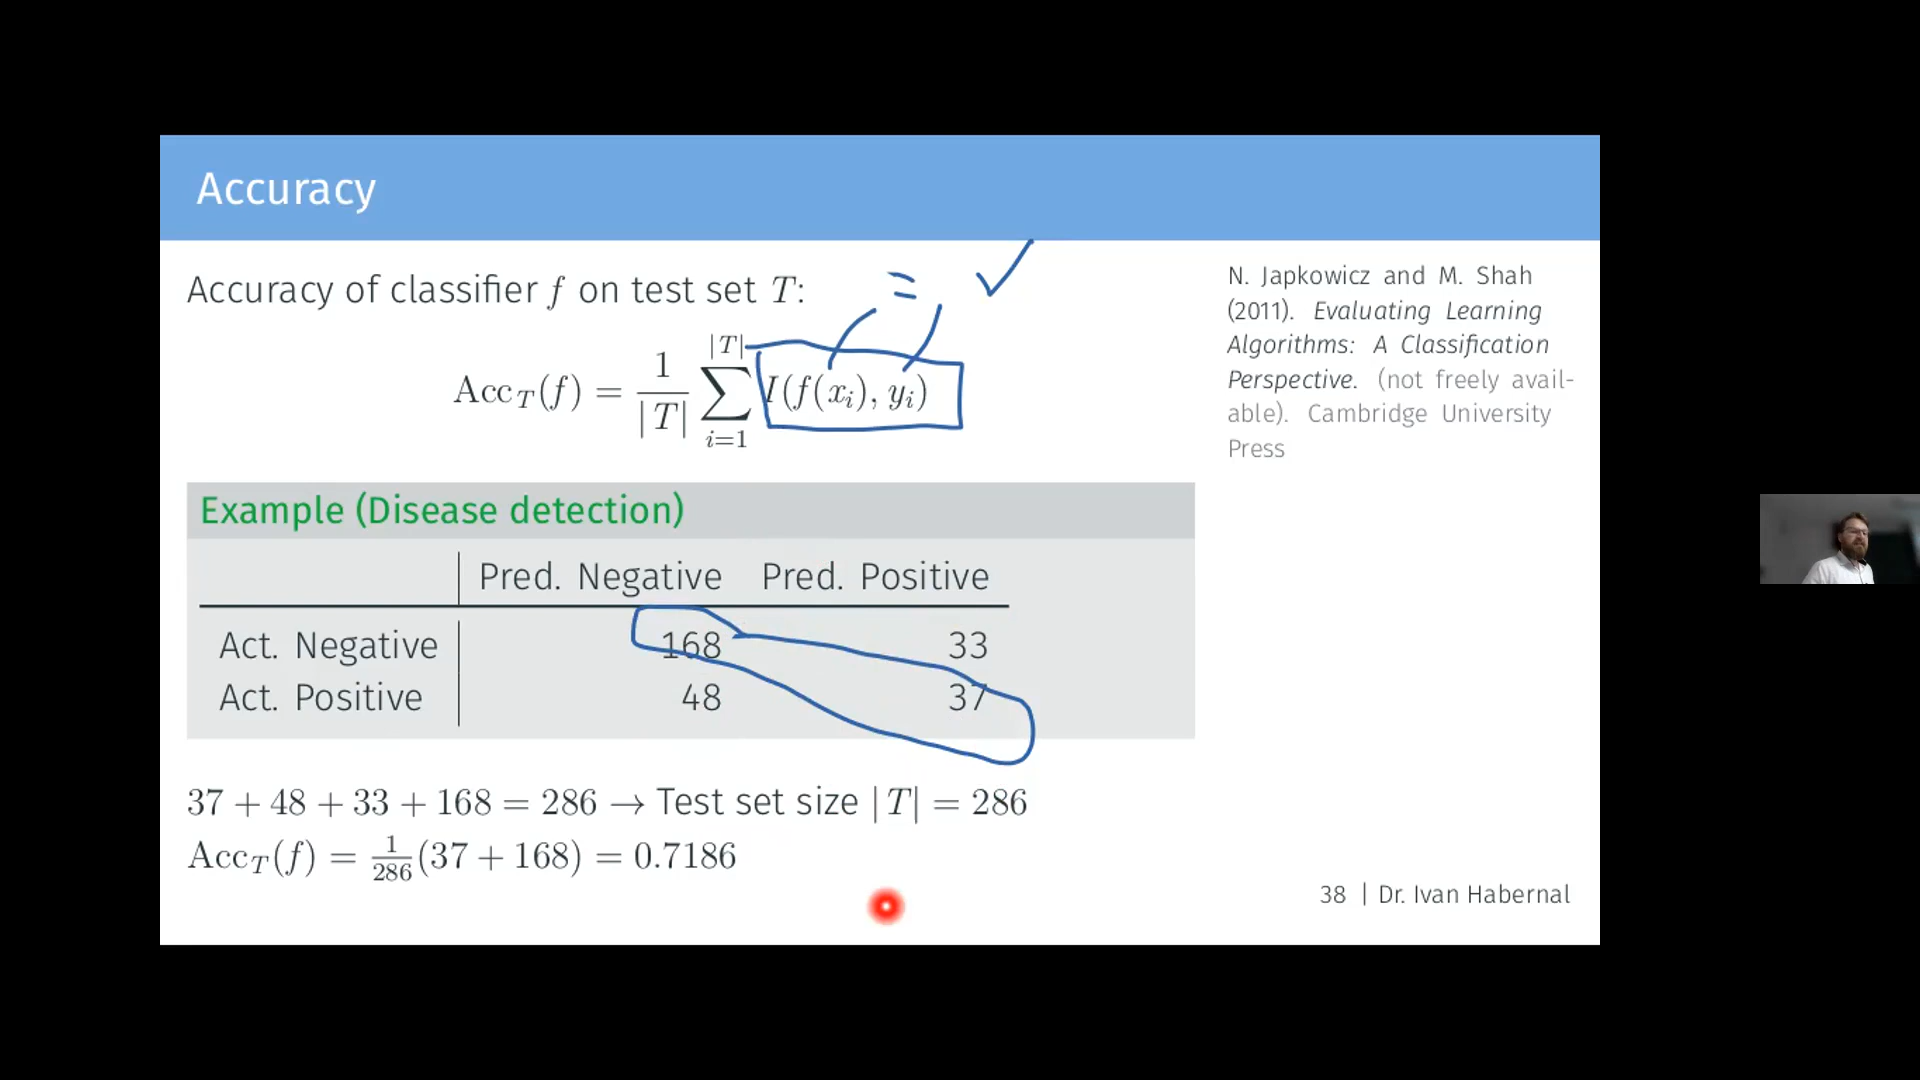 Accuracy
Accuracy of classifier f on test set T:
=
✓
Acc_T(f) = \frac{1}{|T|} \sum_{i=1}^{|T|} I(f(x_i), y_i)
N. Japkowicz and M. Shah
(2011). Evaluating Learning
Algorithms: A Classification
Perspective. (not freely avail-
able). Cambridge University
Press
Example (Disease detection)
Pred. Negative Pred. Positive
Act. Negative 168 33
Act. Positive 48 37
37 + 48 + 33 + 168 = 286 → Test set size |T| = 286
Acc_T(f) = \frac{1}{286}(37 + 168) = 0.7186
38 | Dr. Ivan Habernal